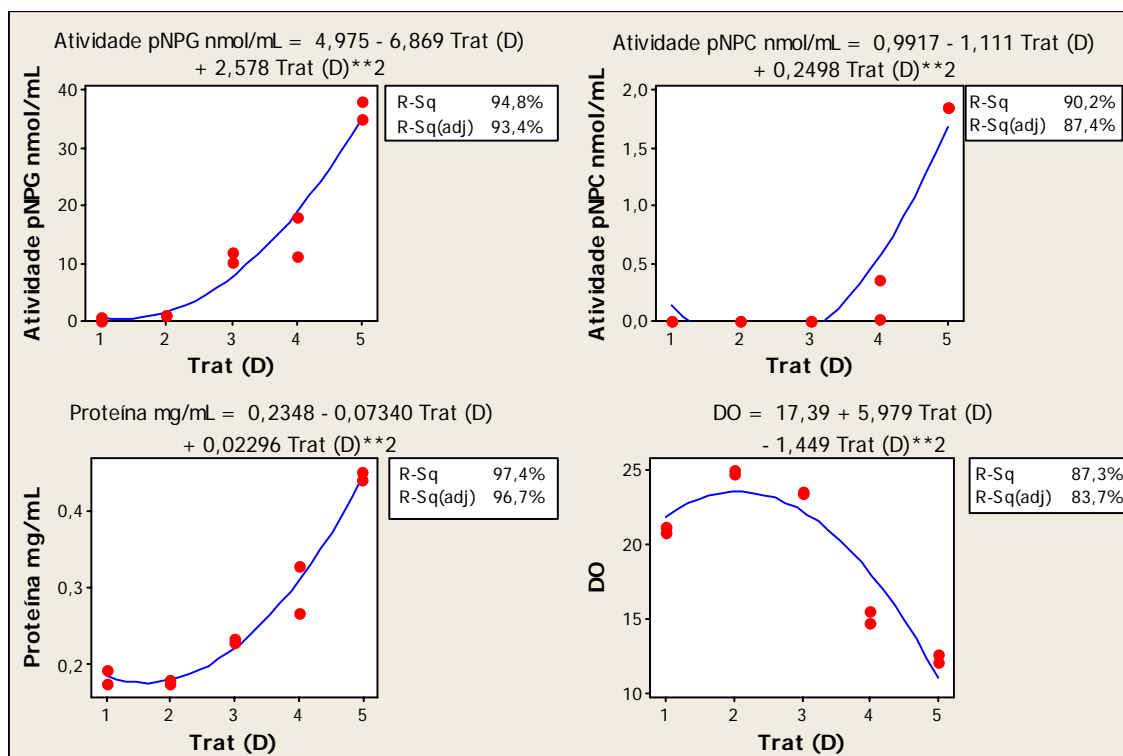 Atividade pNPG nmol/mL = 4,975 - 6,869 Trat (D)
+ 2,578 Trat (D)**2
R-Sq 94,8%
R-Sq(adj) 93,4%
Atividade pNPG nmol/mL
40
30
20
10
0
1 2 3 4 5
Trat (D)
Atividade pNPC nmol/mL = 0,9917 - 1,111 Trat (D)
+ 0,2498 Trat (D)**2
R-Sq 90,2%
R-Sq(adj) 87,4%
Atividade pNPC nmol/mL
2,0
1,5
1,0
0,5
0,0
1 2 3 4 5
Trat (D)
Proteína mg/mL = 0,2348 - 0,07340 Trat (D)
+ 0,02296 Trat (D)**2
R-Sq 97,4%
R-Sq(adj) 96,7%
Proteína mg/mL
0,4
0,3
0,2
1 2 3 4 5
Trat (D)
DO = 17,39 + 5,979 Trat (D)
- 1,449 Trat (D)**2
R-Sq 87,3%
R-Sq(adj) 83,7%
DO
25
20
15
10
1 2 3 4 5
Trat (D)